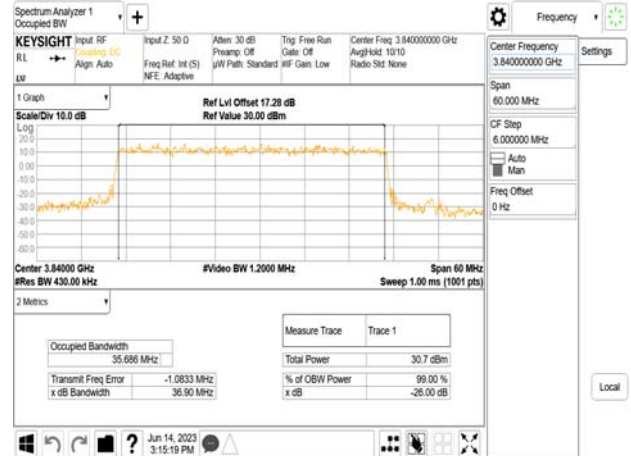 Spectrum Analyzer 1
Occupied BW
Frequency
KEYSIGHT
Input: RF
Coupling: DC
Align: Auto
Input Z: 50 Ω
Freq Ref: Int (S)
NFE: Adaptive
Atten: 30 dB
Preamp: Off
µW Path: Standard
Trig: Free Run
Gate: Off
#IF Gain: Low
Center Freq: 3.840000000 GHz
Avg|Hold: 10/10
Radio Std: None
RL
Center Frequency
3.840000000 GHz
Settings
Span
60.000 MHz
CF Step
6.000000 MHz
Auto
Man
Freq Offset
0 Hz
1 Graph
Scale/Div 10.0 dB
Ref Lvl Offset 17.28 dB
Ref Value 30.00 dBm
Log
20.0
10.0
0.00
-10.0
-20.0
-30.0
-40.0
-50.0
-60.0
Center 3.84000 GHz
#Res BW 430.00 kHz
#Video BW 1.2000 MHz
Span 60 MHz
Sweep 1.00 ms (1001 pts)
2 Metrics
Measure Trace Trace 1
Occupied Bandwidth
35.686 MHz
Total Power 30.7 dBm
Transmit Freq Error -1.0833 MHz
% of OBW Power 99.00 %
x dB Bandwidth 36.90 MHz
x dB -26.00 dB
Local
Jun 14, 2023
3:15:19 PM